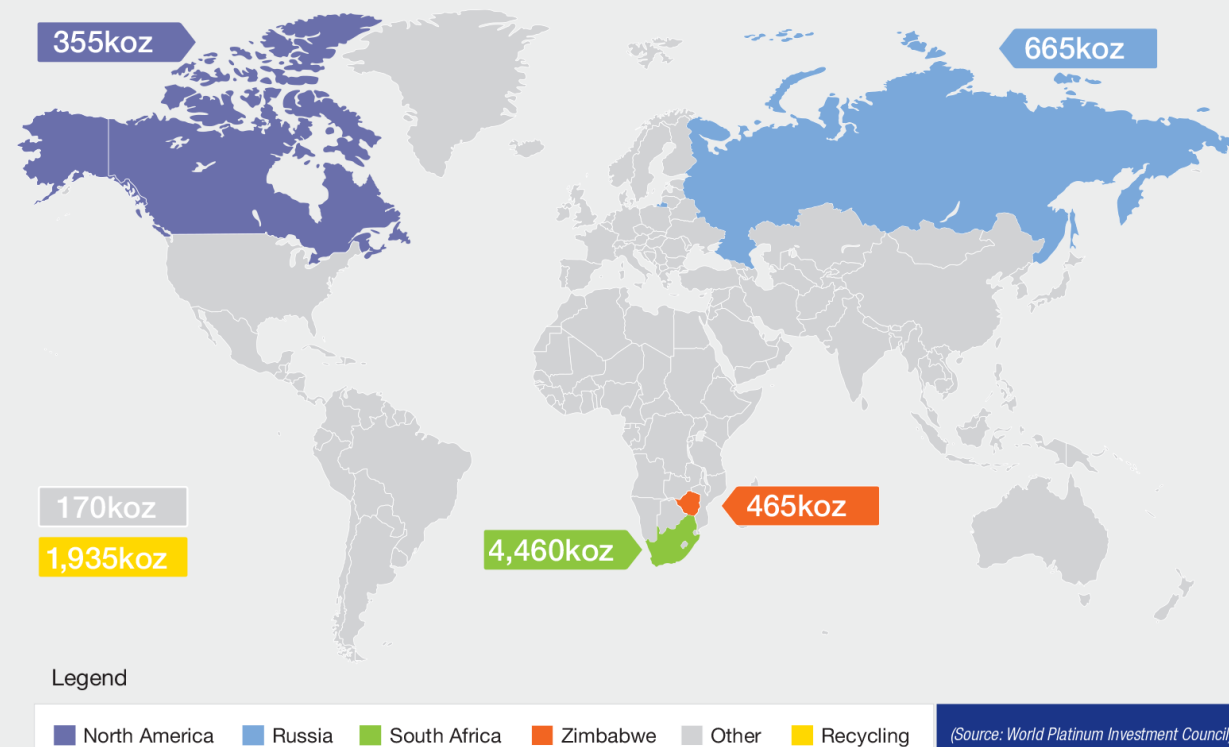 355koz
665koz
170koz
465koz
1,935koz
4,460koz
Legend
North America Russia South Africa Zimbabwe Other Recycling
(Source: World Platinum Investment Council